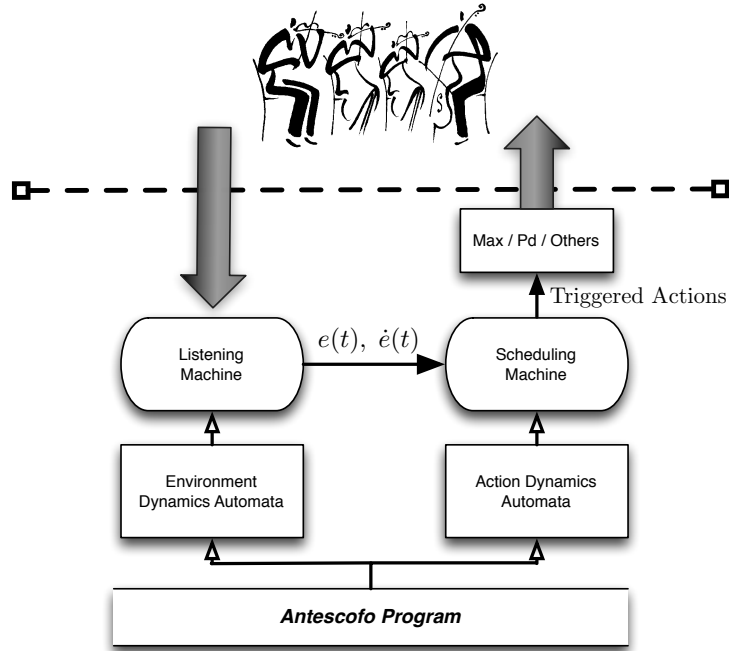 Max / Pd / Others
Triggered Actions
Listening
Machine
e(t), ė(t)
Scheduling
Machine
Environment
Dynamics Automata
Action Dynamics
Automata
Antescofo Program